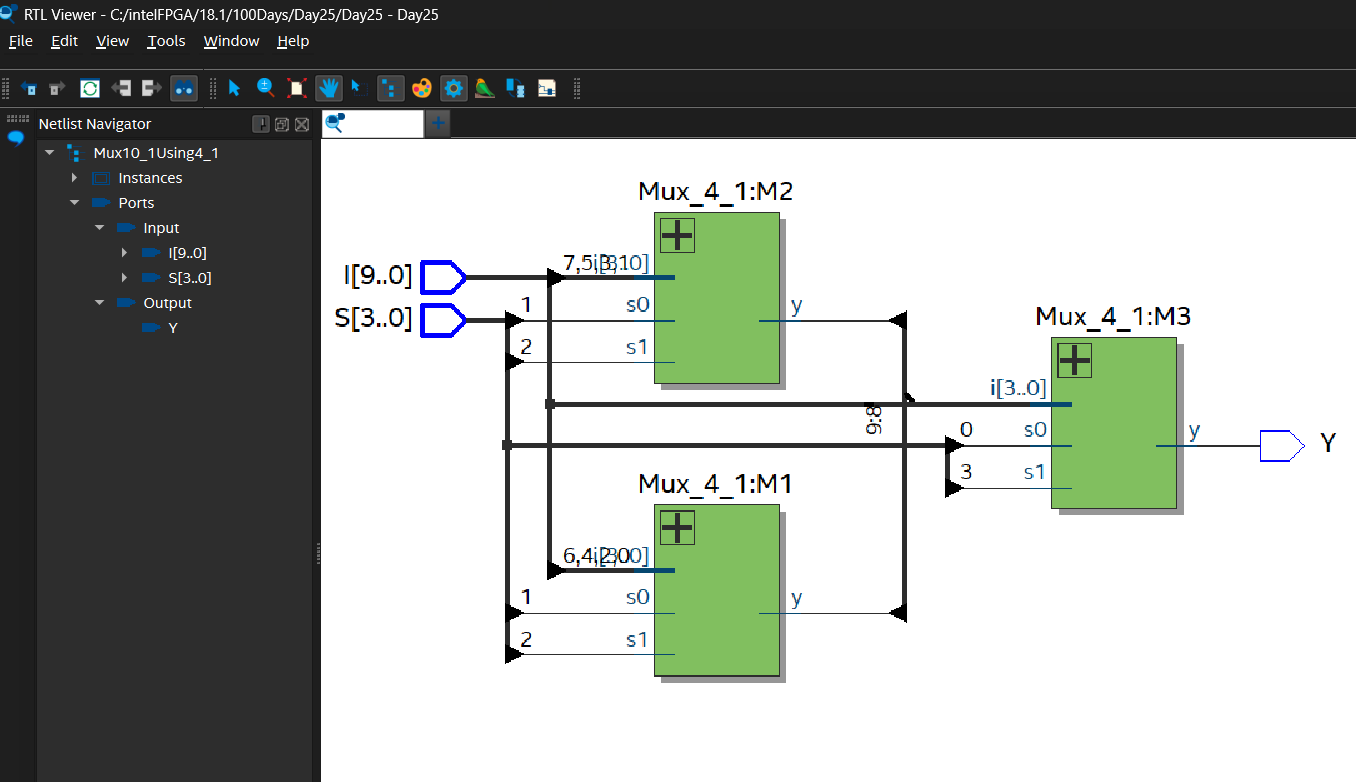 RTL Viewer - C:/intelFPGA/18.1/100Days/Day25/Day25 - Day25
File Edit View Tools Window Help
Netlist Navigator
Mux10_1Using4_1
Instances
Ports
Input
I[9..0]
S[3..0]
Output
Y
Mux_4_1:M2
I[9..0]
7,5,3,1
i[3..0]
S[3..0]
1
s0
y
2
s1
Mux_4_1:M3
i[3..0]
9:8
0
s0
y
Y
3
s1
Mux_4_1:M1
6,4,2,0
i[3..0]
1
s0
y
2
s1